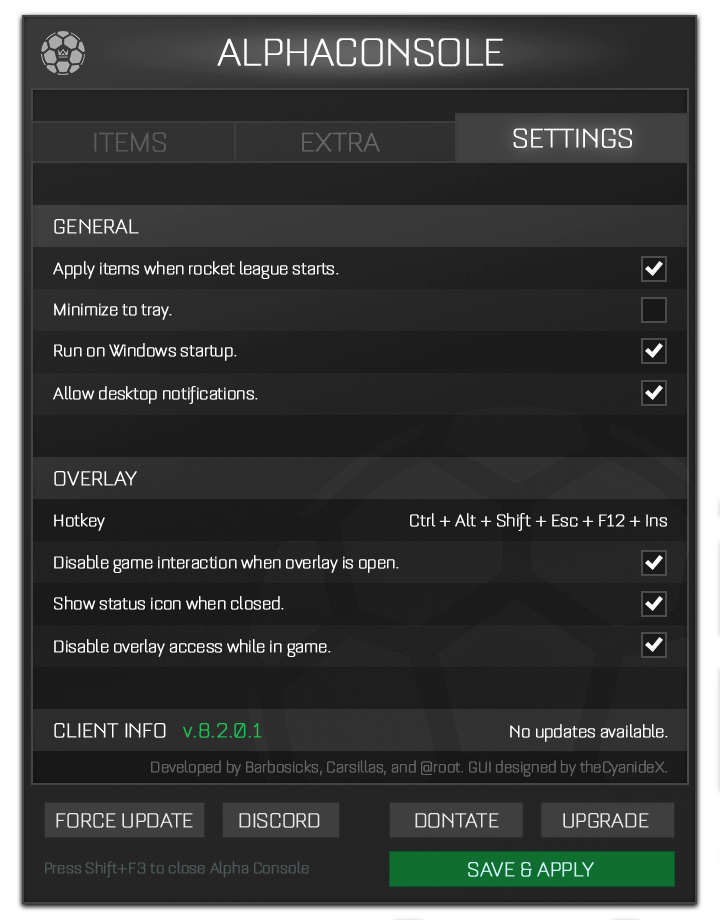 ALPHACONSOLE
ITEMS EXTRA SETTINGS
GENERAL
Apply items when rocket league starts.
Minimize to tray.
Run on Windows startup.
Allow desktop notifications.
OVERLAY
Hotkey Ctrl + Alt + Shift + Esc + F12 + Ins
Disable game interaction when overlay is open.
Show status icon when closed.
Disable overlay access while in game.
CLIENT INFO v.8.2.0.1 No updates available.
Developed by Barbosicks, Carsillas, and @root. GUI designed by theCyanideX.
FORCE UPDATE DISCORD DONTATE UPGRADE
Press Shift+F3 to close Alpha Console SAVE & APPLY